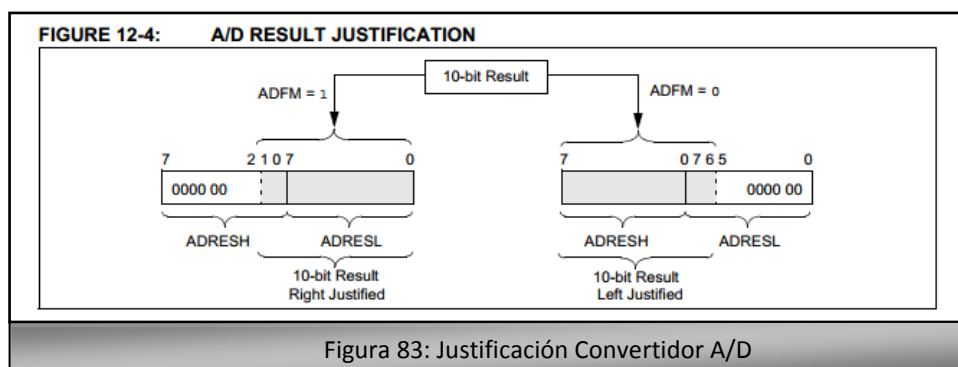 FIGURE 12-4: A/D RESULT JUSTIFICATION
10-bit Result
ADFM = 1
ADFM = 0
7 2 1 0 7 0
7 0 7 6 5 0
0000 00
0000 00
ADRESH ADRESL
ADRESH ADRESL
10-bit Result
Right Justified
10-bit Result
Left Justified
Figura 83: Justificación Convertidor A/D